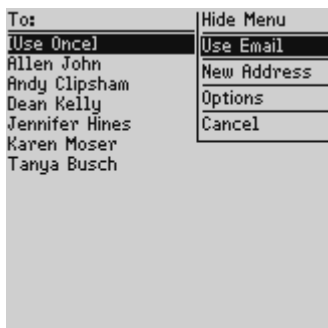 To:
[Use Once]
Allen John
Andy Clipsham
Dean Kelly
Jennifer Hines
Karen Moser
Tanya Busch
Hide Menu
Use Email
New Address
Options
Cancel